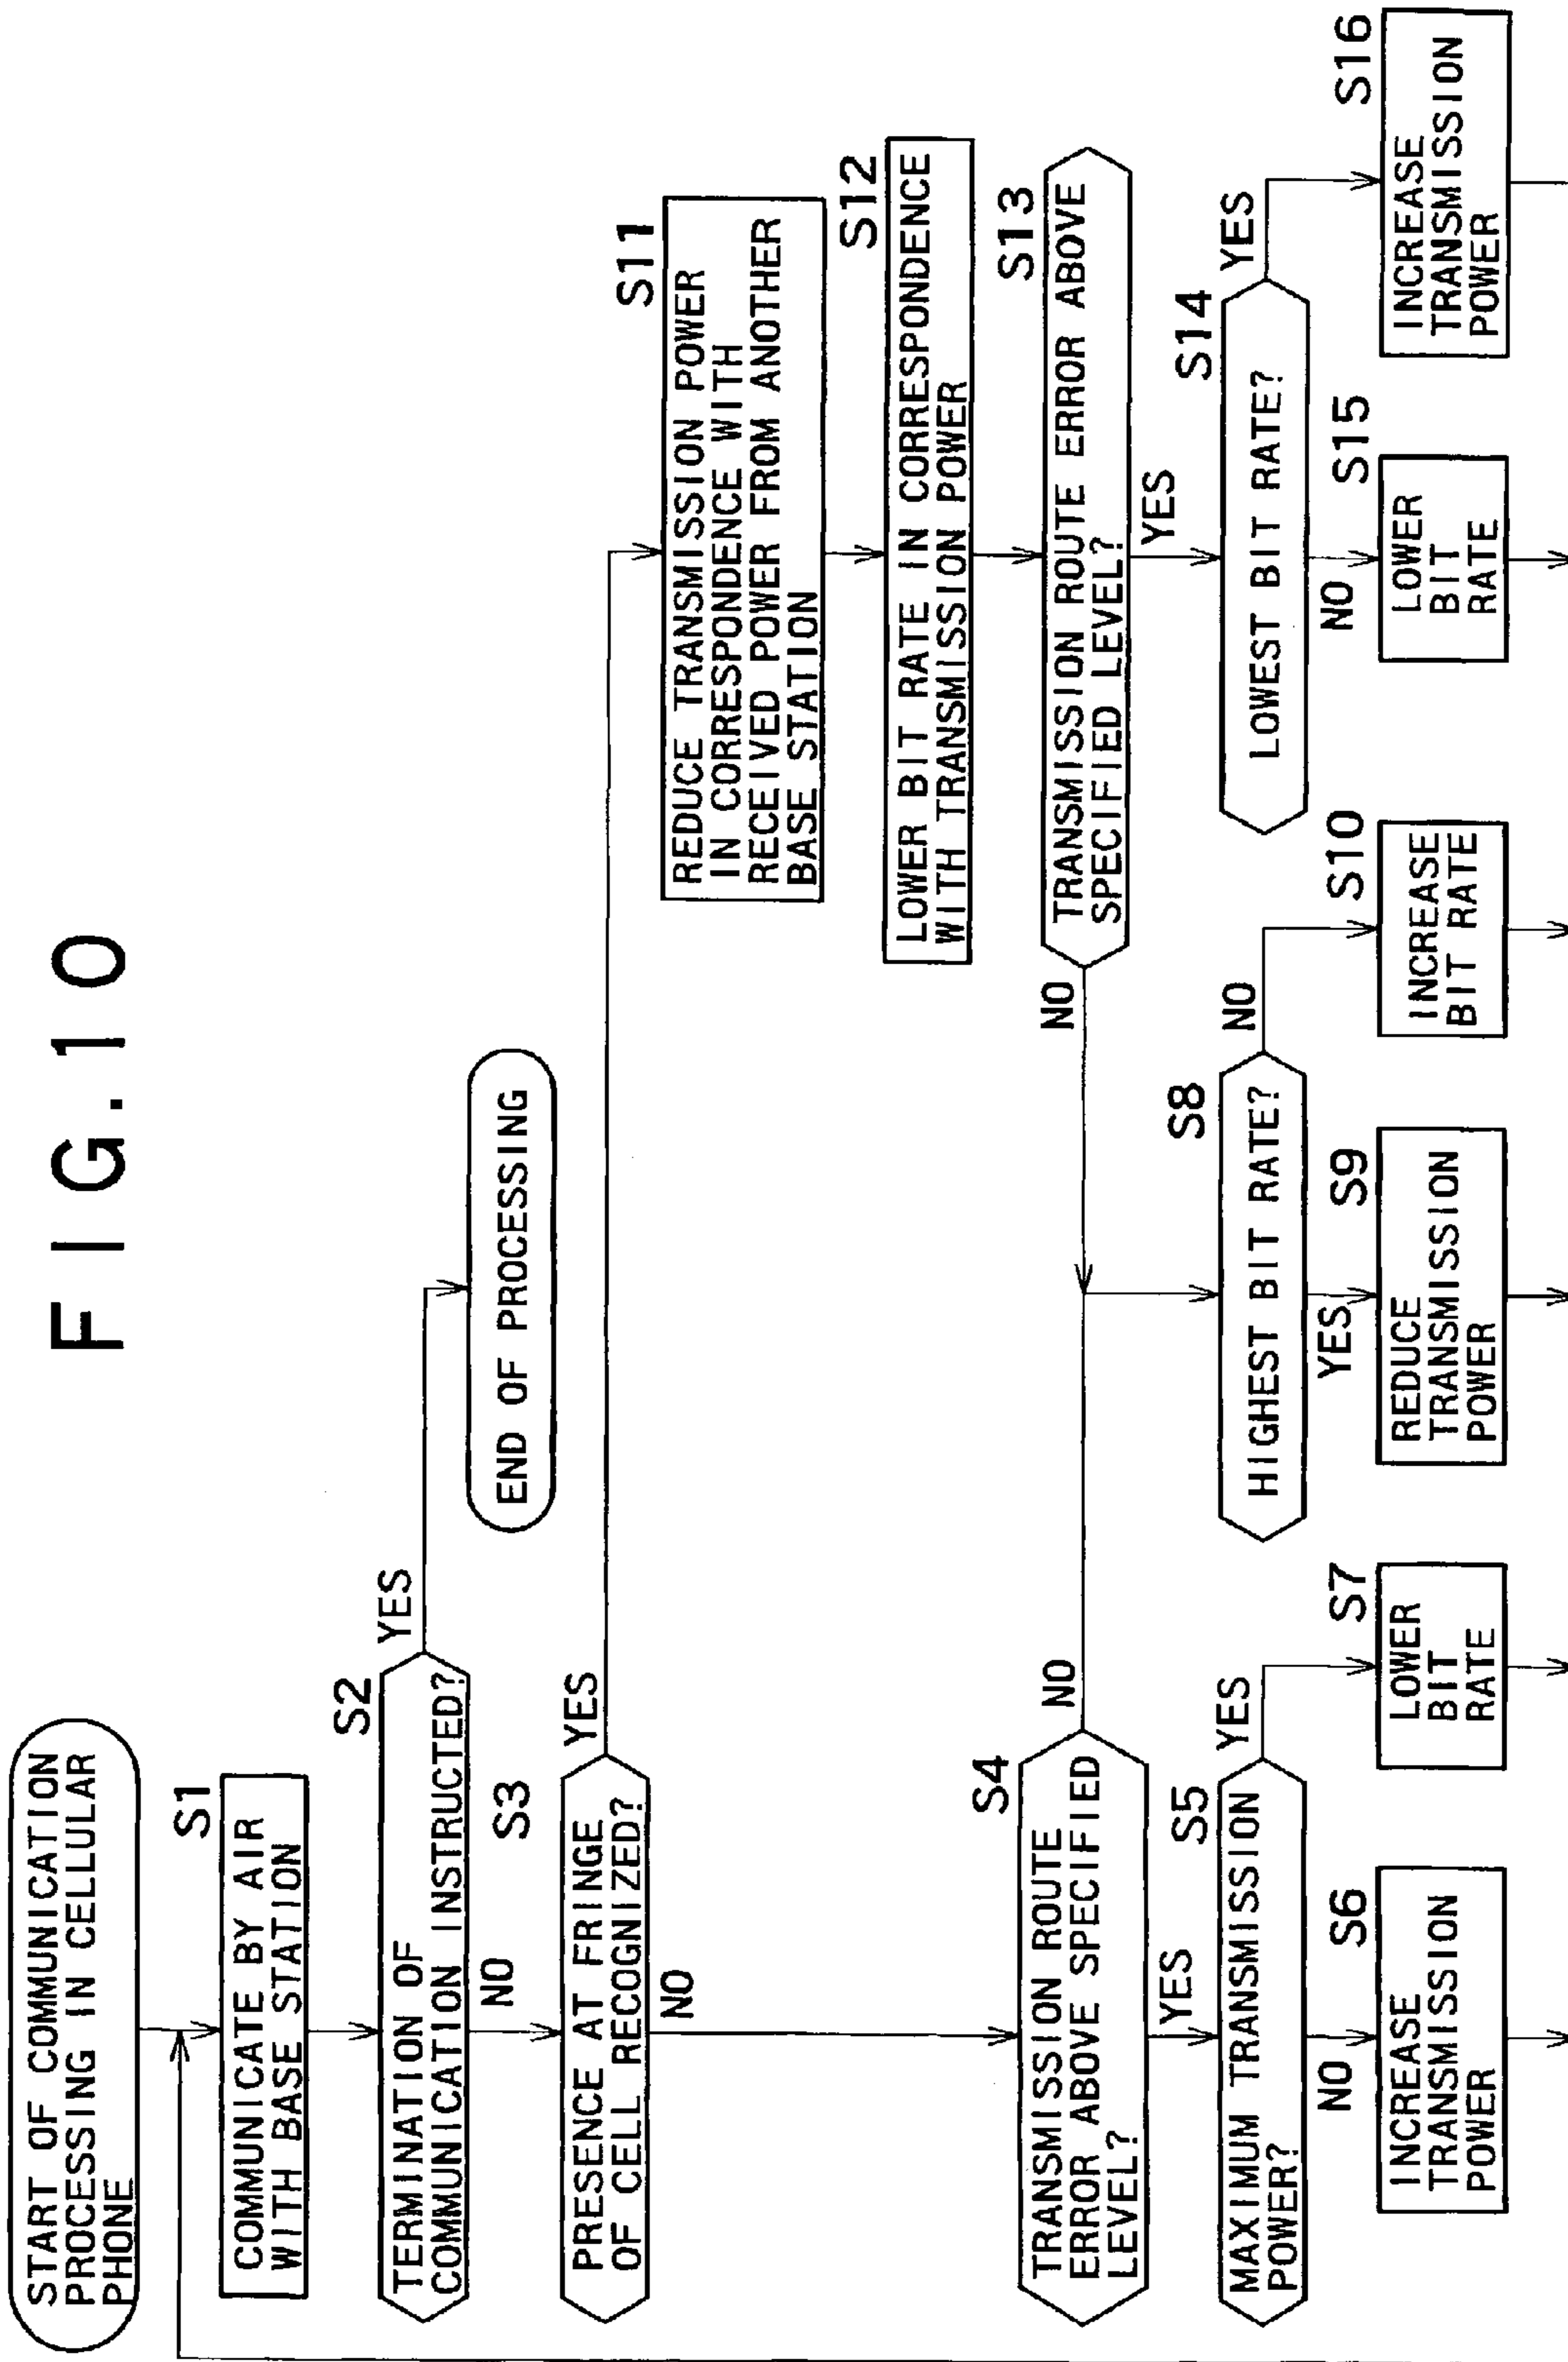 FIG.10
START OF COMMUNICATION
PROCESSING IN CELLULAR
PHONE
S1
COMMUNICATE BY AIR
WITH BASE STATION
S2
TERMINATION OF
COMMUNICATION INSTRUCTED?
YES
NO
END OF PROCESSING
S3
PRESENCE AT FRINGE
OF CELL RECOGNIZED?
YES
NO
S11
REDUCE TRANSMISSION POWER
IN CORRESPONDENCE WITH
RECEIVED POWER FROM ANOTHER
BASE STATION
S12
LOWER BIT RATE IN CORRESPONDENCE
WITH TRANSMISSION POWER
S4
TRANSMISSION ROUTE
ERROR ABOVE SPECIFIED
LEVEL?
NO
YES
S13
TRANSMISSION ROUTE ERROR ABOVE
SPECIFIED LEVEL?
NO
YES
S5
MAXIMUM TRANSMISSION
POWER?
YES
NO
S8
HIGHEST BIT RATE?
NO
YES
S14
LOWEST BIT RATE?
YES
NO
S6
INCREASE
TRANSMISSION
POWER
S7
LOWER
BIT
RATE
S9
REDUCE
TRANSMISSION
POWER
S10
INCREASE
BIT RATE
S15
LOWER
BIT
RATE
S16
INCREASE
TRANSMISSION
POWER